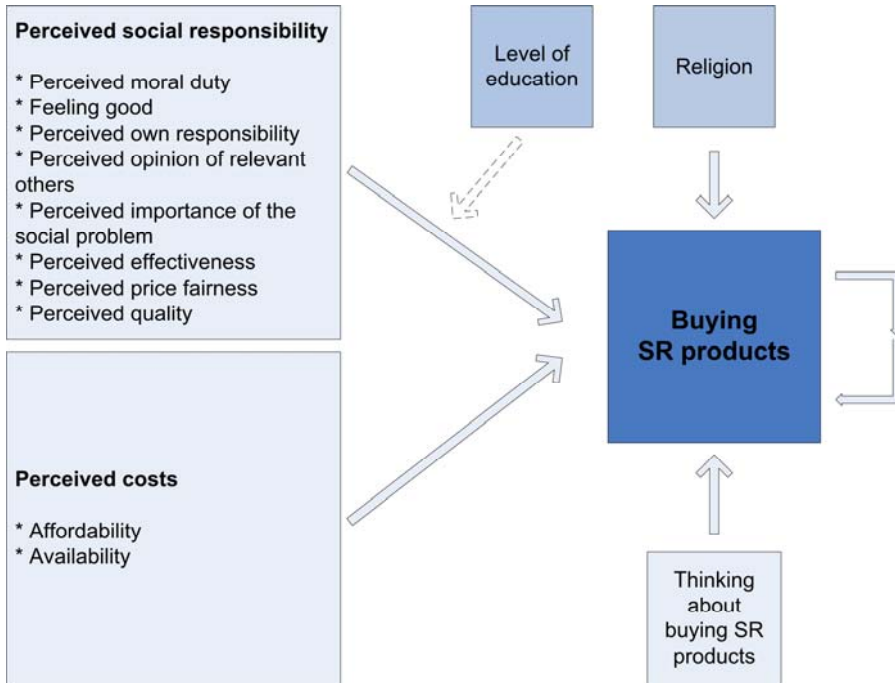 Perceived social responsibility
* Perceived moral duty
* Feeling good
* Perceived own responsibility
* Perceived opinion of relevant
others
* Perceived importance of the
social problem
* Perceived effectiveness
* Perceived price fairness
* Perceived quality
Level of
education
Religion
Buying
SR products
Perceived costs
* Affordability
* Availability
Thinking
about
buying SR
products